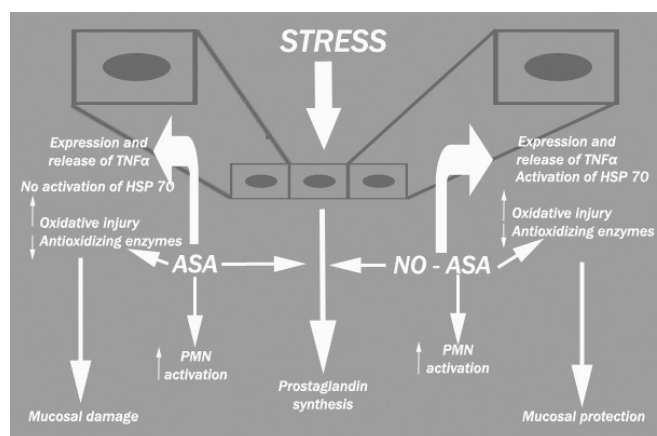 STRESS
Expression and
release of TNFα
No activation of HSP 70
Oxidative injury
Antioxidizing enzymes
Expression and
release of TNFα
Activation of HSP 70
Oxidative injury
Antioxidizing enzymes
ASA
NO - ASA
PMN
activation
PMN
activation
Prostaglandin
synthesis
Mucosal damage
Mucosal protection